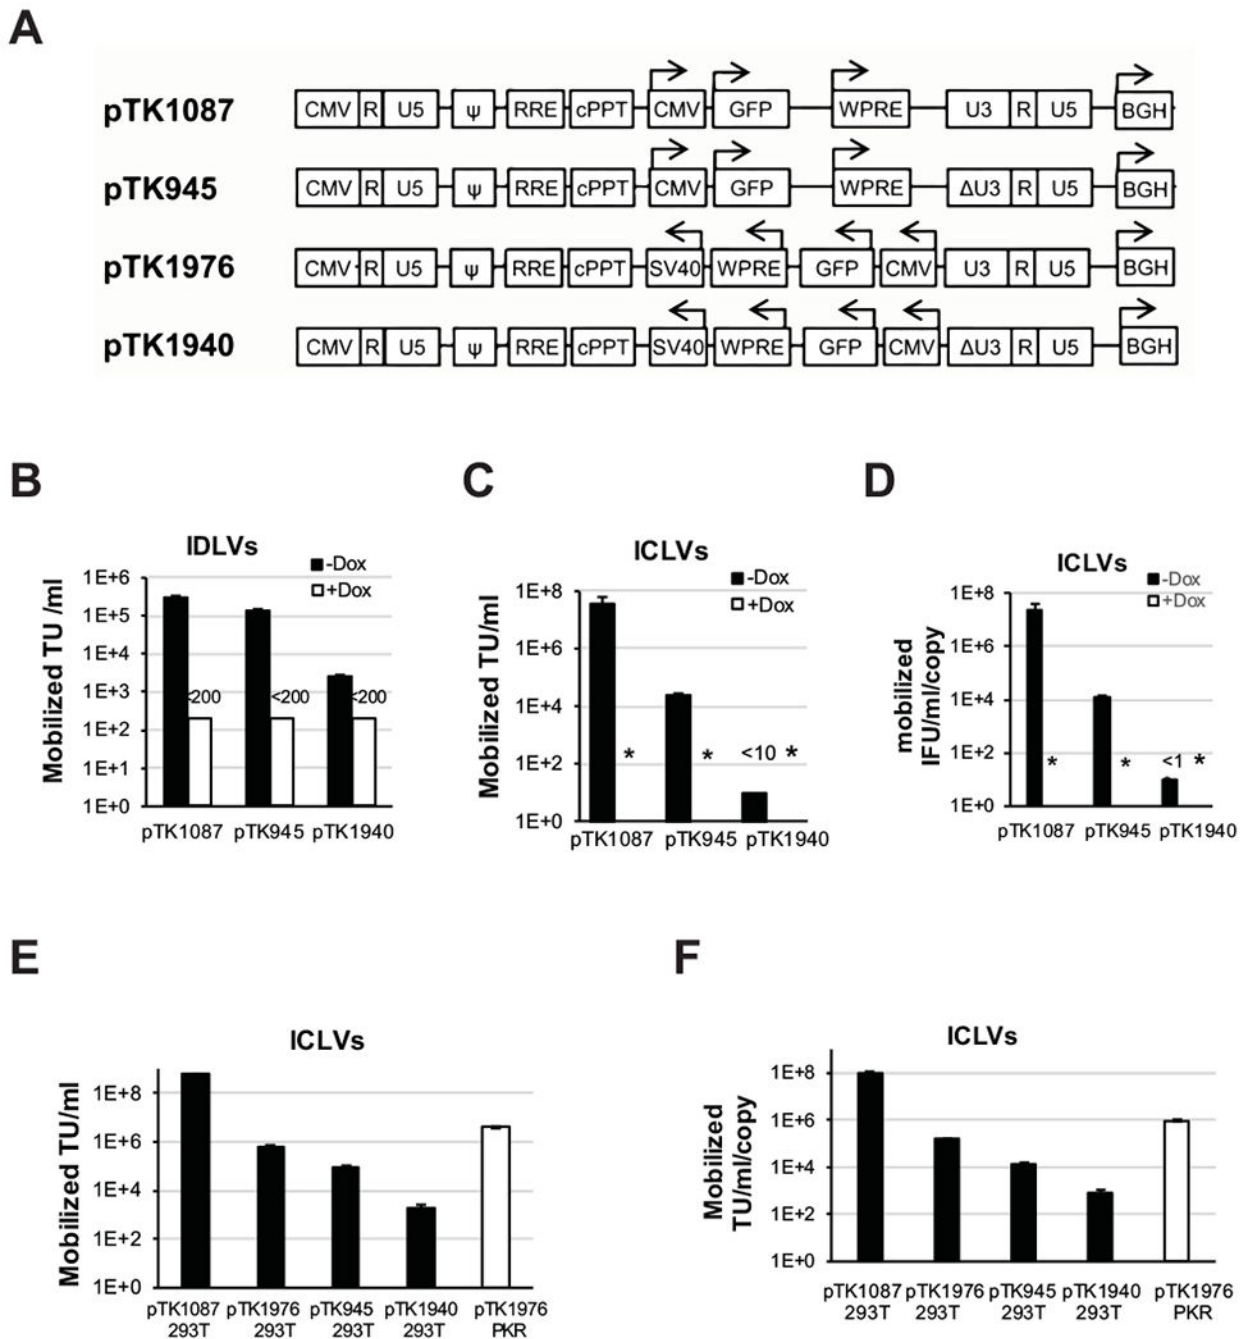 A
pTK1087 CMV R U5 ψ RRE cPPT CMV GFP WPRE U3 R U5 BGH
pTK945 CMV R U5 ψ RRE cPPT CMV GFP WPRE ΔU3 R U5 BGH
pTK1976 CMV R U5 ψ RRE cPPT SV40 WPRE GFP CMV U3 R U5 BGH
pTK1940 CMV R U5 ψ RRE cPPT SV40 WPRE GFP CMV ΔU3 R U5 BGH
B
IDLVs
-Dox
+Dox
Mobilized TU /ml
1E+6
1E+5
1E+4
1E+3
1E+2
1E+1
1E+0
<200 <200 <200
pTK1087 pTK945 pTK1940
C
ICLVs
-Dox
+Dox
Mobilized TU/ml
1E+8
1E+6
1E+4
1E+2
1E+0
* * <10 *
pTK1087 pTK945 pTK1940
D
ICLVs
-Dox
+Dox
mobilized
IFU/ml/copy
1E+8
1E+6
1E+4
1E+2
1E+0
* * <1 *
pTK1087 pTK945 pTK1940
E
ICLVs
Mobilized TU/ml
1E+8
1E+6
1E+4
1E+2
1E+0
pTK1087 pTK1976 pTK945 pTK1940 pTK1976
293T 293T 293T 293T PKR
F
ICLVs
Mobilized
TU/ml/copy
1E+8
1E+6
1E+4
1E+2
1E+0
pTK1087 pTK1976 pTK945 pTK1940 pTK1976
293T 293T 293T 293T PKR